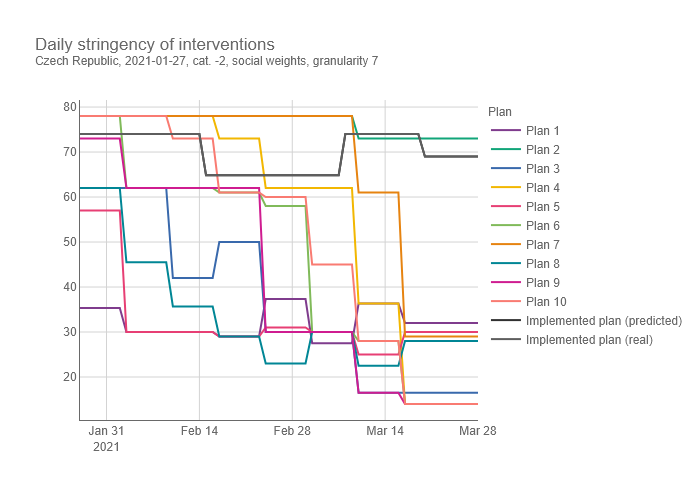 Daily stringency of interventions
Czech Republic, 2021-01-27, cat. -2, social weights, granularity 7
80
70
60
50
40
30
20
Jan 31
2021
Feb 14
Feb 28
Mar 14
Mar 28
Plan
Plan 1
Plan 2
Plan 3
Plan 4
Plan 5
Plan 6
Plan 7
Plan 8
Plan 9
Plan 10
Implemented plan (predicted)
Implemented plan (real)